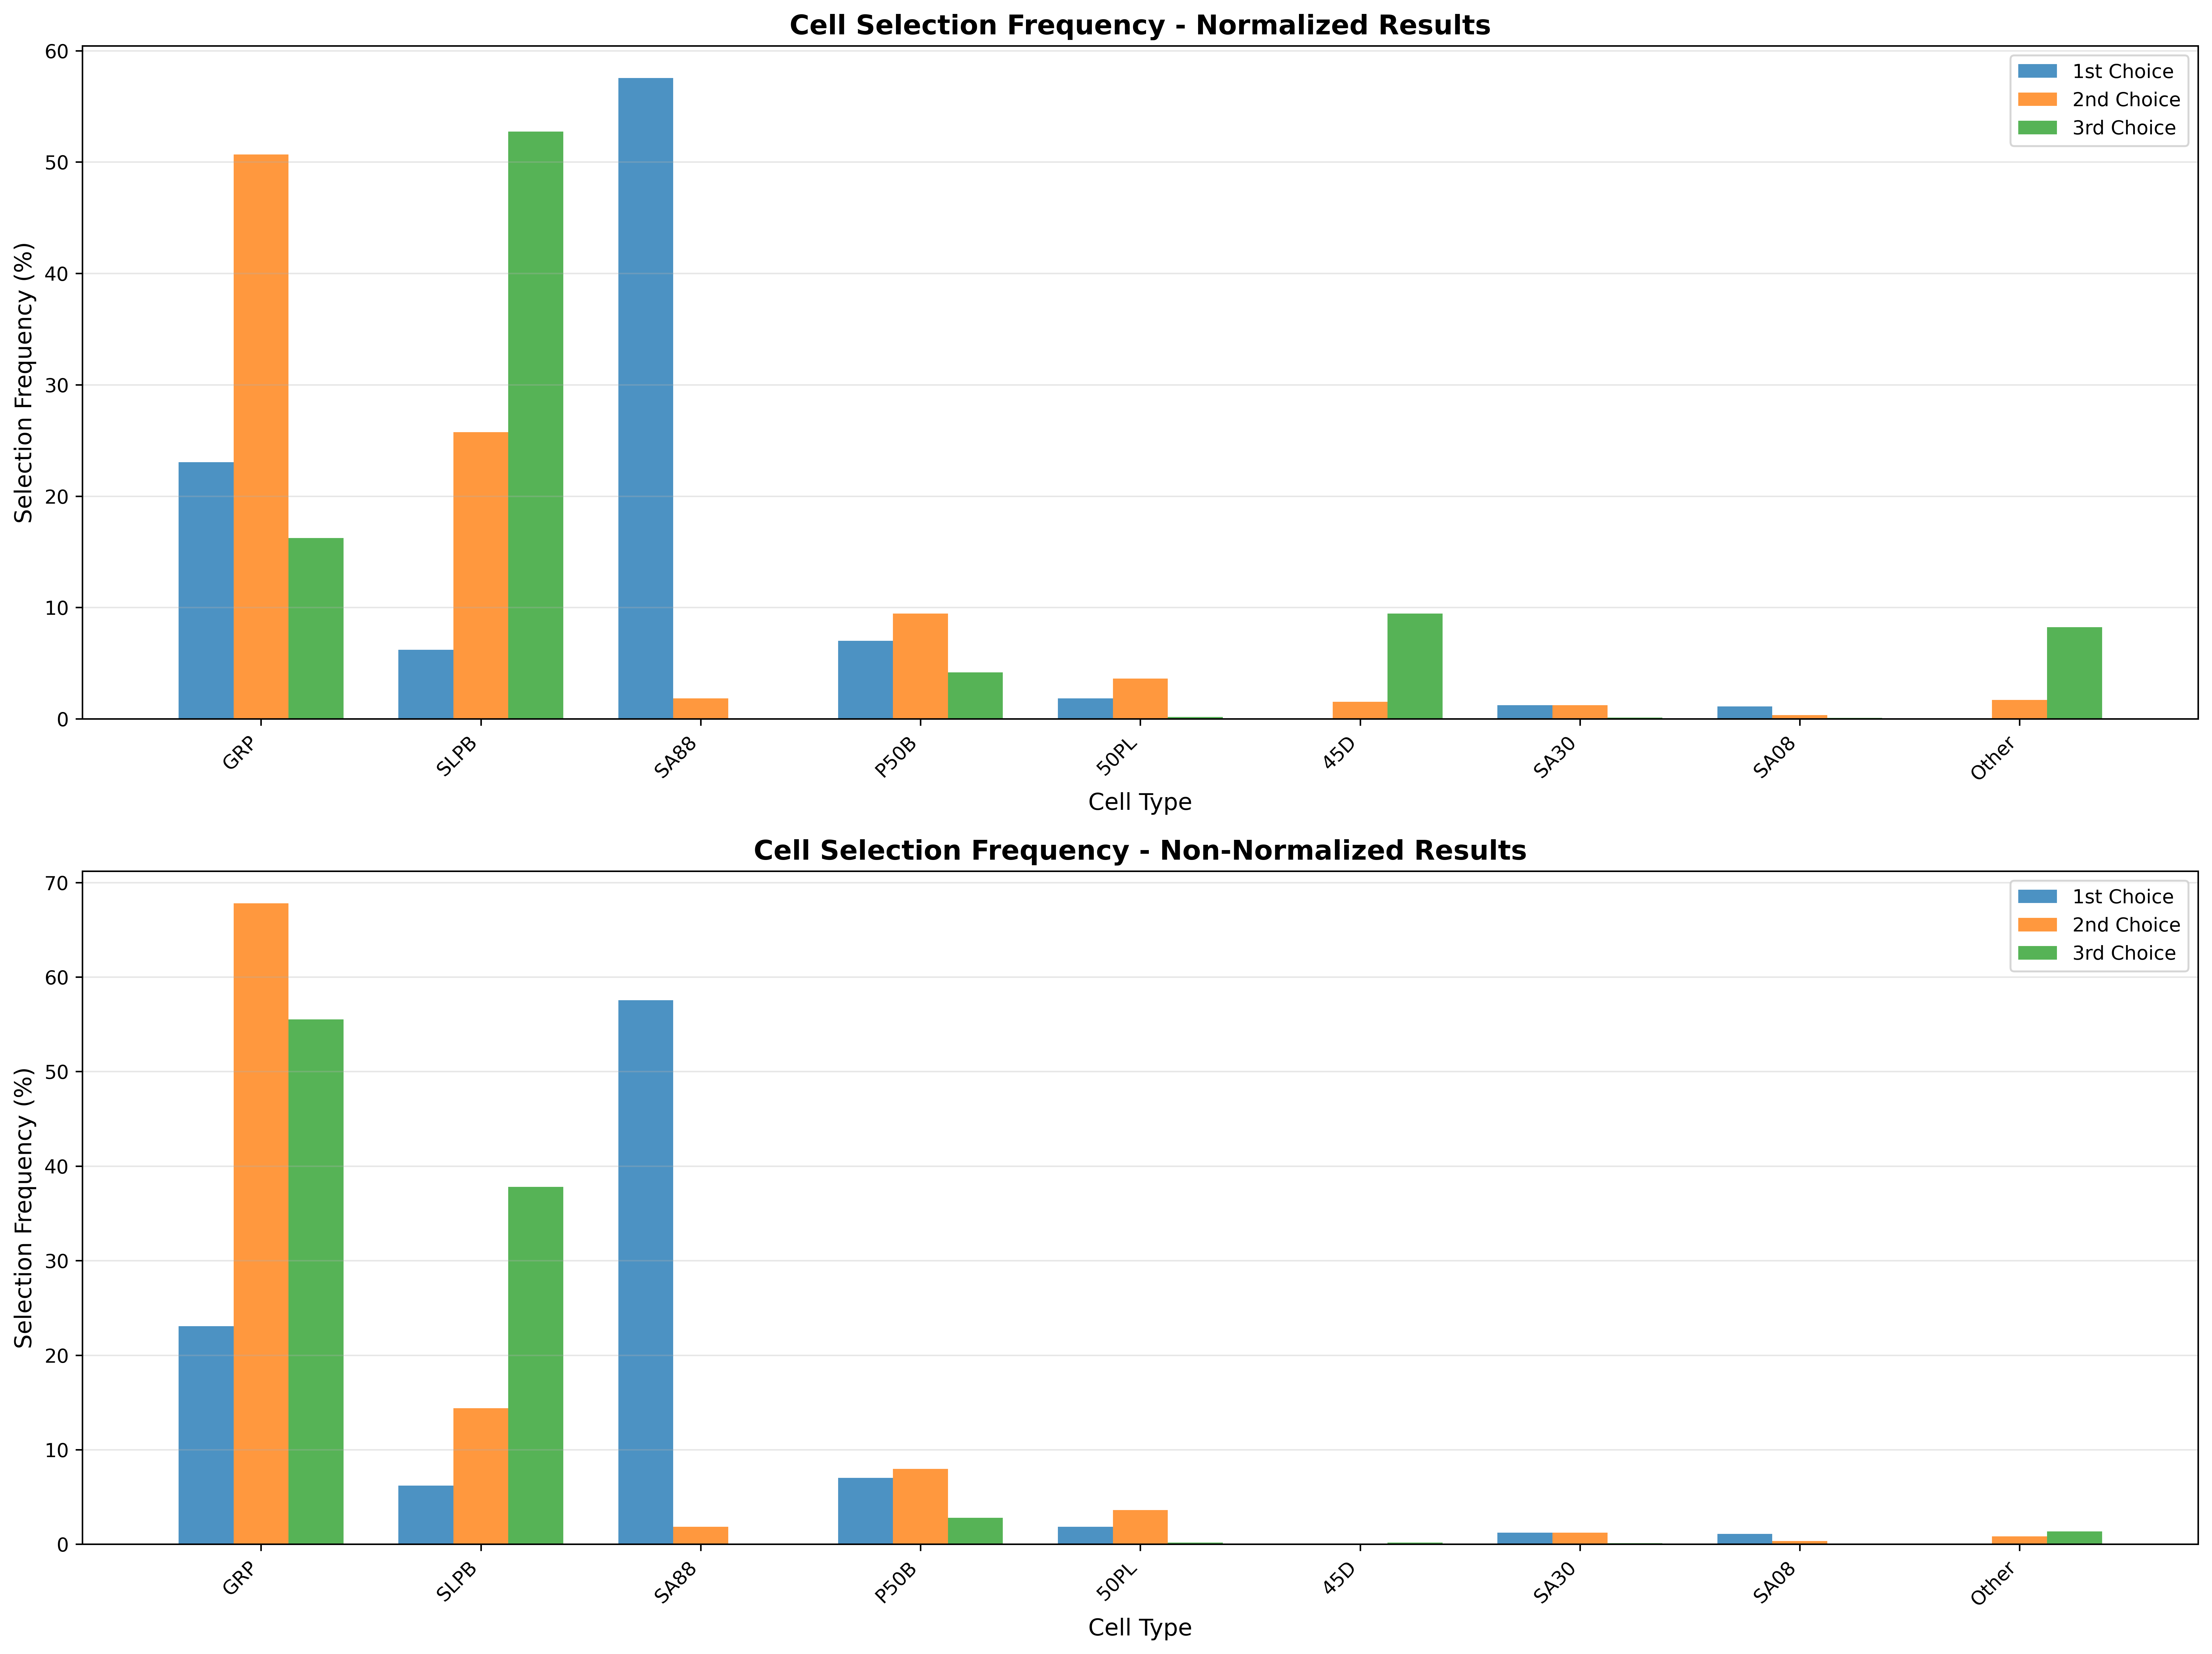 Cell Selection Frequency - Normalized Results
60
50
40
30
20
10
0
Selection Frequency (%)
1st Choice
2nd Choice
3rd Choice
GRP
SLPB
SA88
P50B
50PL
45D
SA30
SA08
Other
Cell Type
Cell Selection Frequency - Non-Normalized Results
70
60
50
40
30
20
10
0
Selection Frequency (%)
1st Choice
2nd Choice
3rd Choice
GRP
SLPB
SA88
P50B
50PL
45D
SA30
SA08
Other
Cell Type